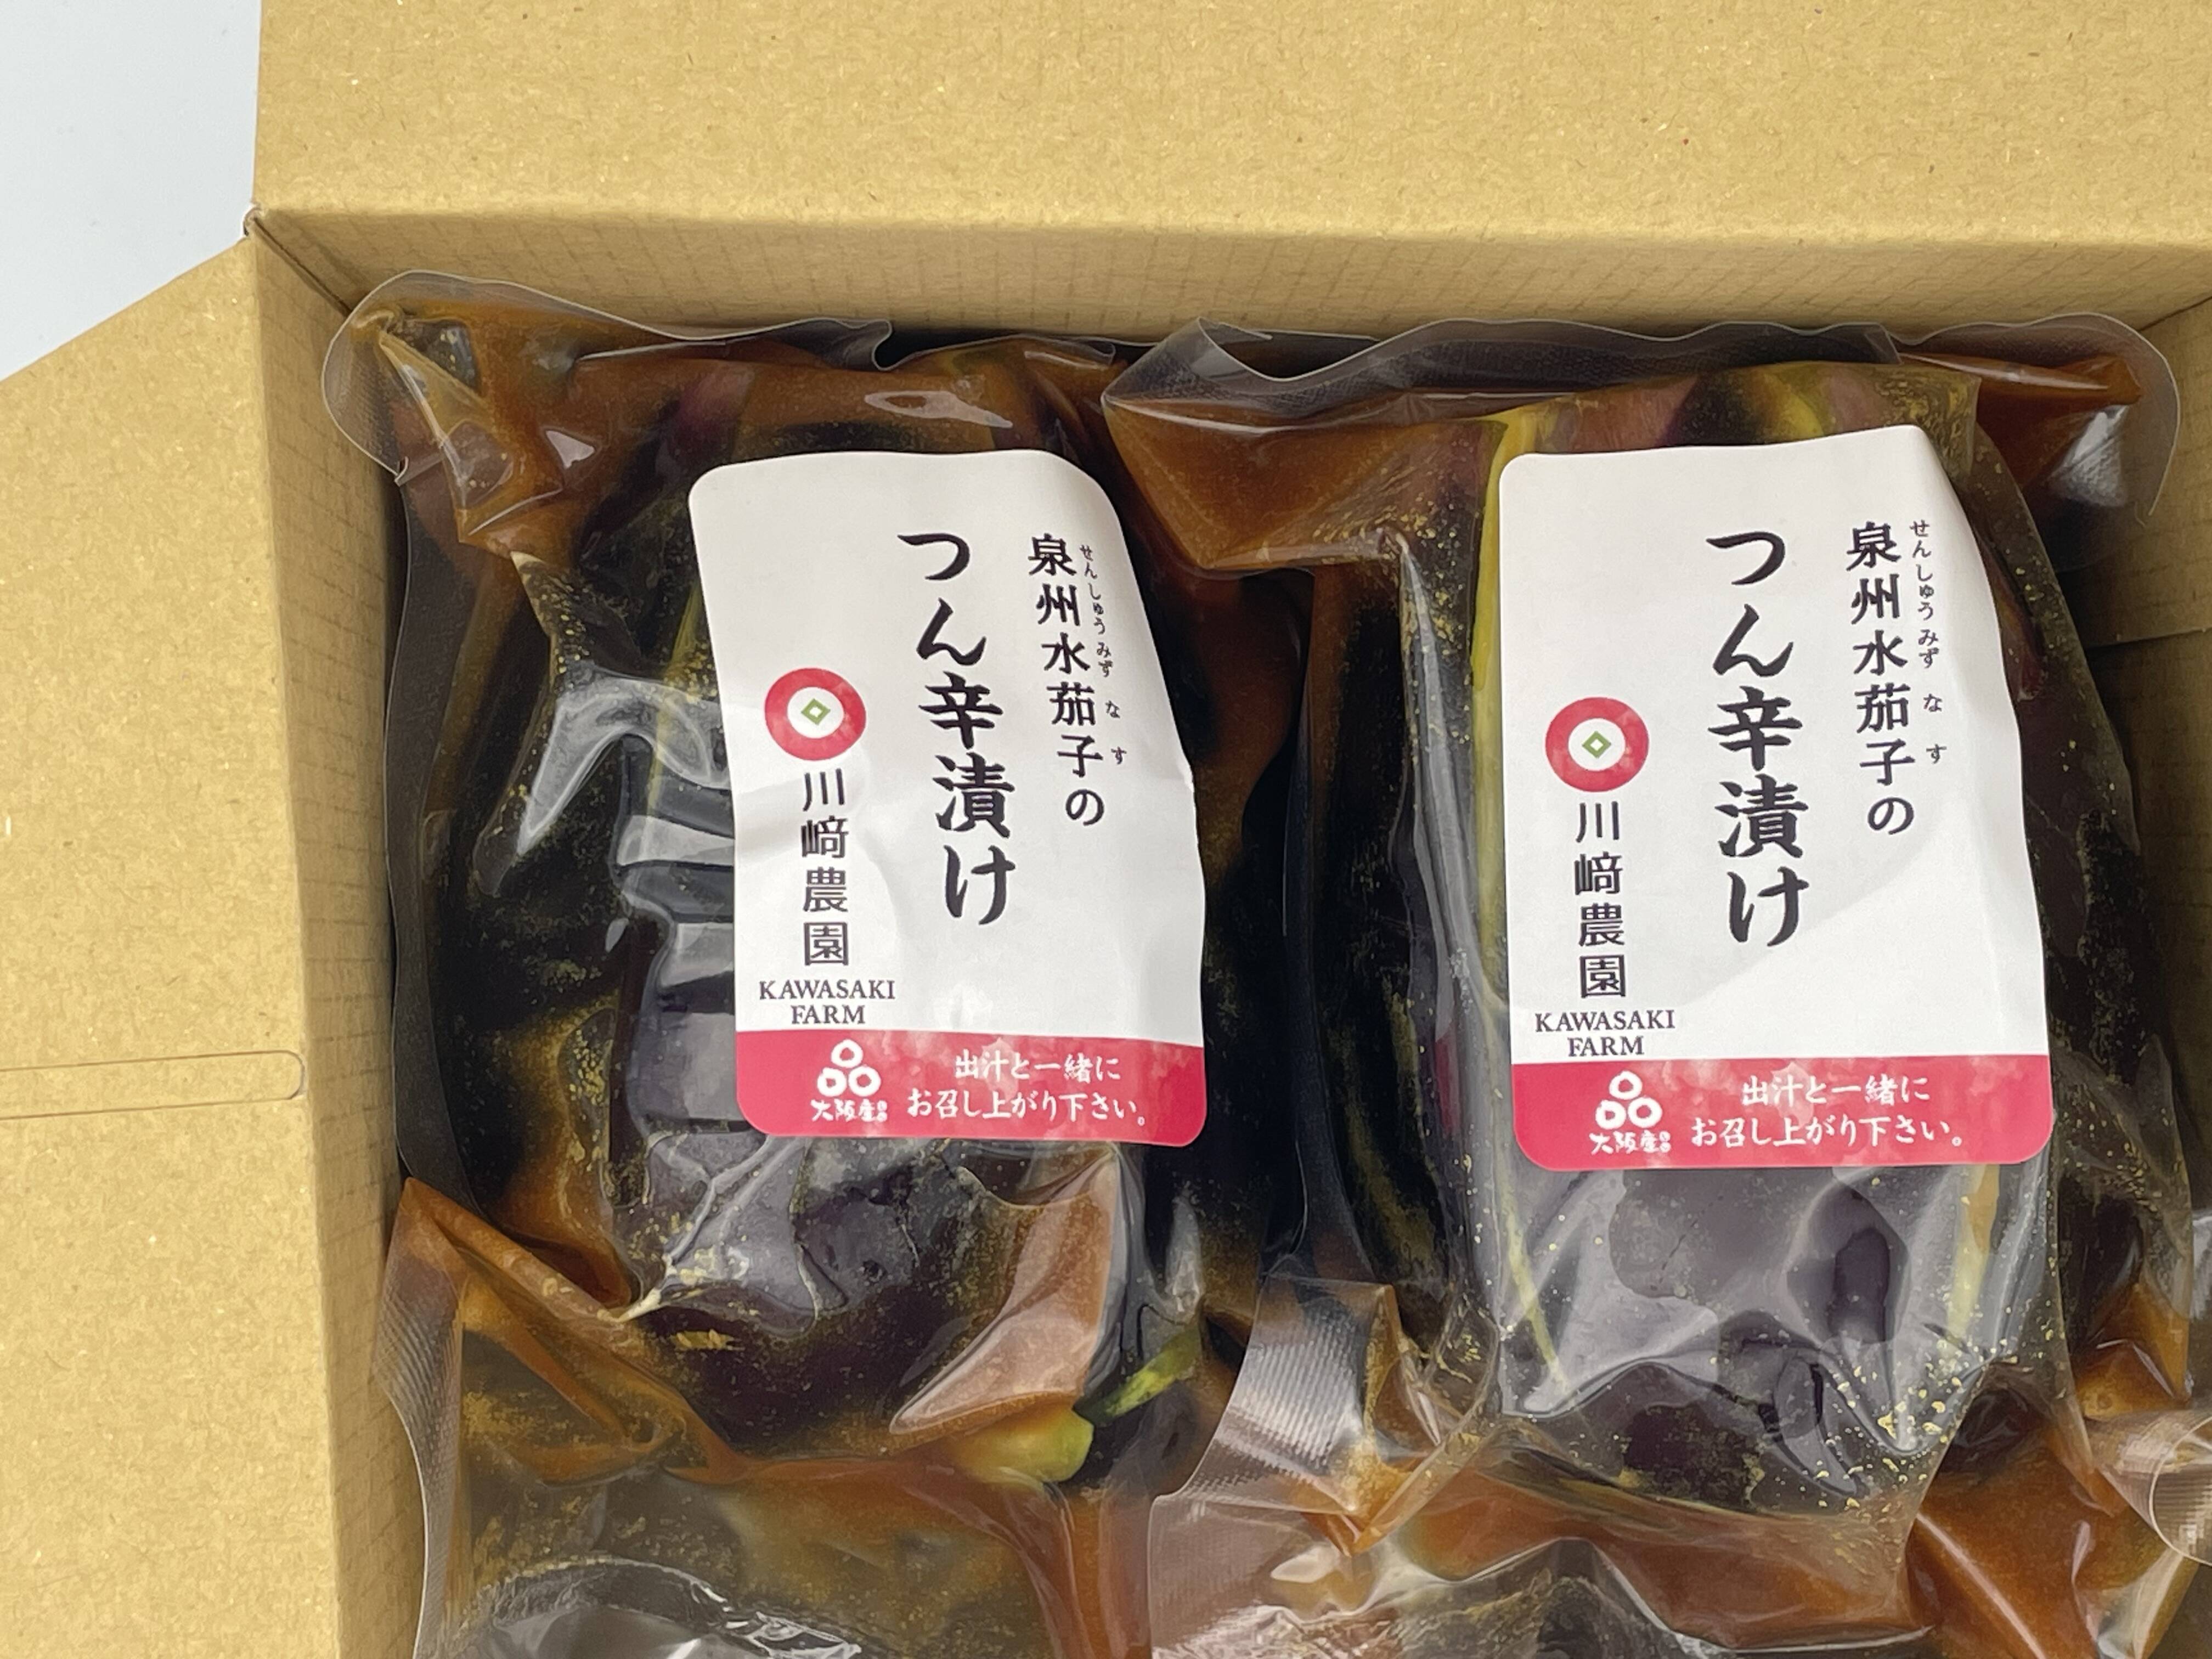 泉州水茄子の
せんしゅうみずなす
つん辛漬け
川﨑農園
KAWASAKI
FARM
大阪産
出汁と一緒に
お召し上がり下さい。
泉州水茄子の
せんしゅうみずなす
つん辛漬け
川﨑農園
KAWASAKI
FARM
大阪産
出汁と一緒に
お召し上がり下さい。